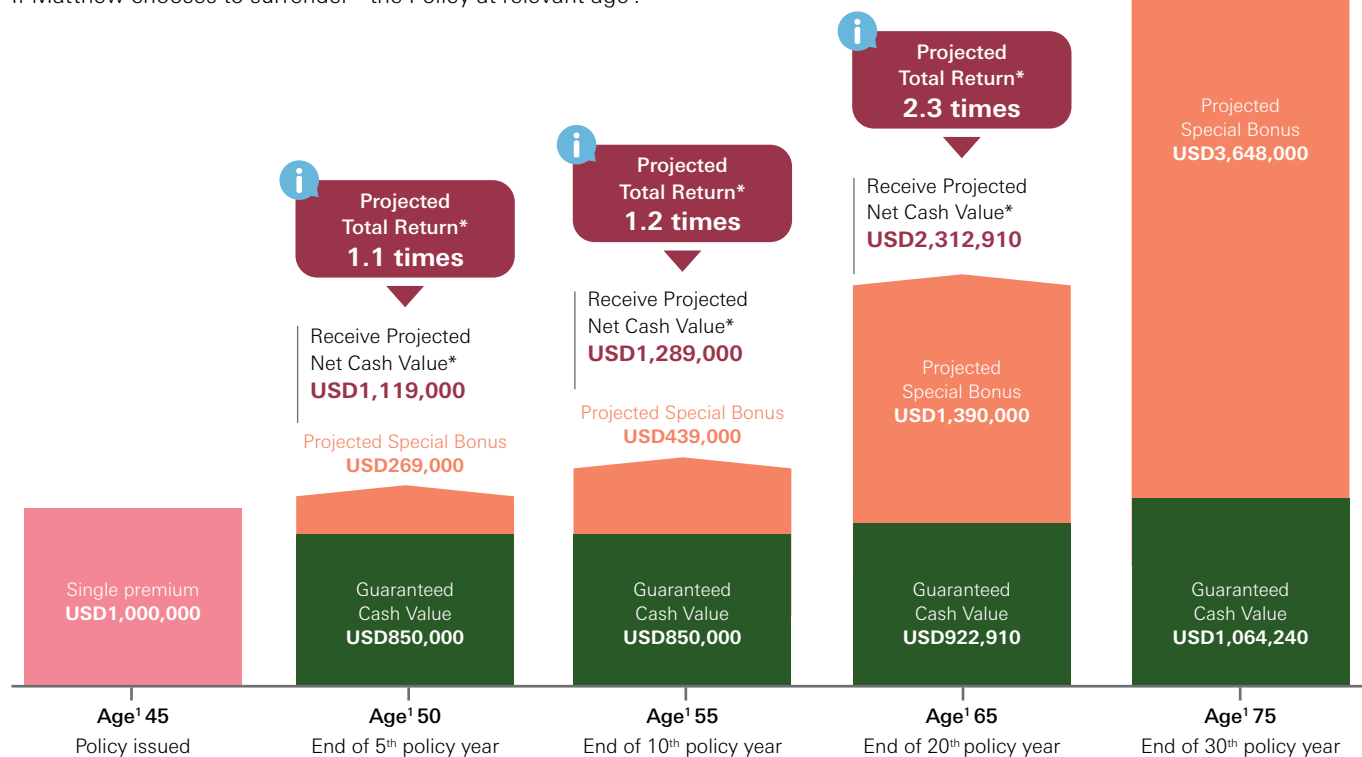 Projected
Total Return*
1.1 times
Receive Projected
Net Cash Value*
USD1,119,000
Projected Special Bonus
USD269,000
Projected
Total Return*
1.2 times
Receive Projected
Net Cash Value*
USD1,289,000
Projected Special Bonus
USD439,000
Projected
Total Return*
2.3 times
Receive Projected
Net Cash Value*
USD2,312,910
Projected
Special Bonus
USD1,390,000
Projected
Special Bonus
USD3,648,000
Single premium
USD1,000,000
Guaranteed
Cash Value
USD850,000
Guaranteed
Cash Value
USD850,000
Guaranteed
Cash Value
USD922,910
Guaranteed
Cash Value
USD1,064,240
Age¹ 45
Policy issued
Age¹ 50
End of 5th policy year
Age¹ 55
End of 10th policy year
Age¹ 65
End of 20th policy year
Age¹ 75
End of 30th policy year